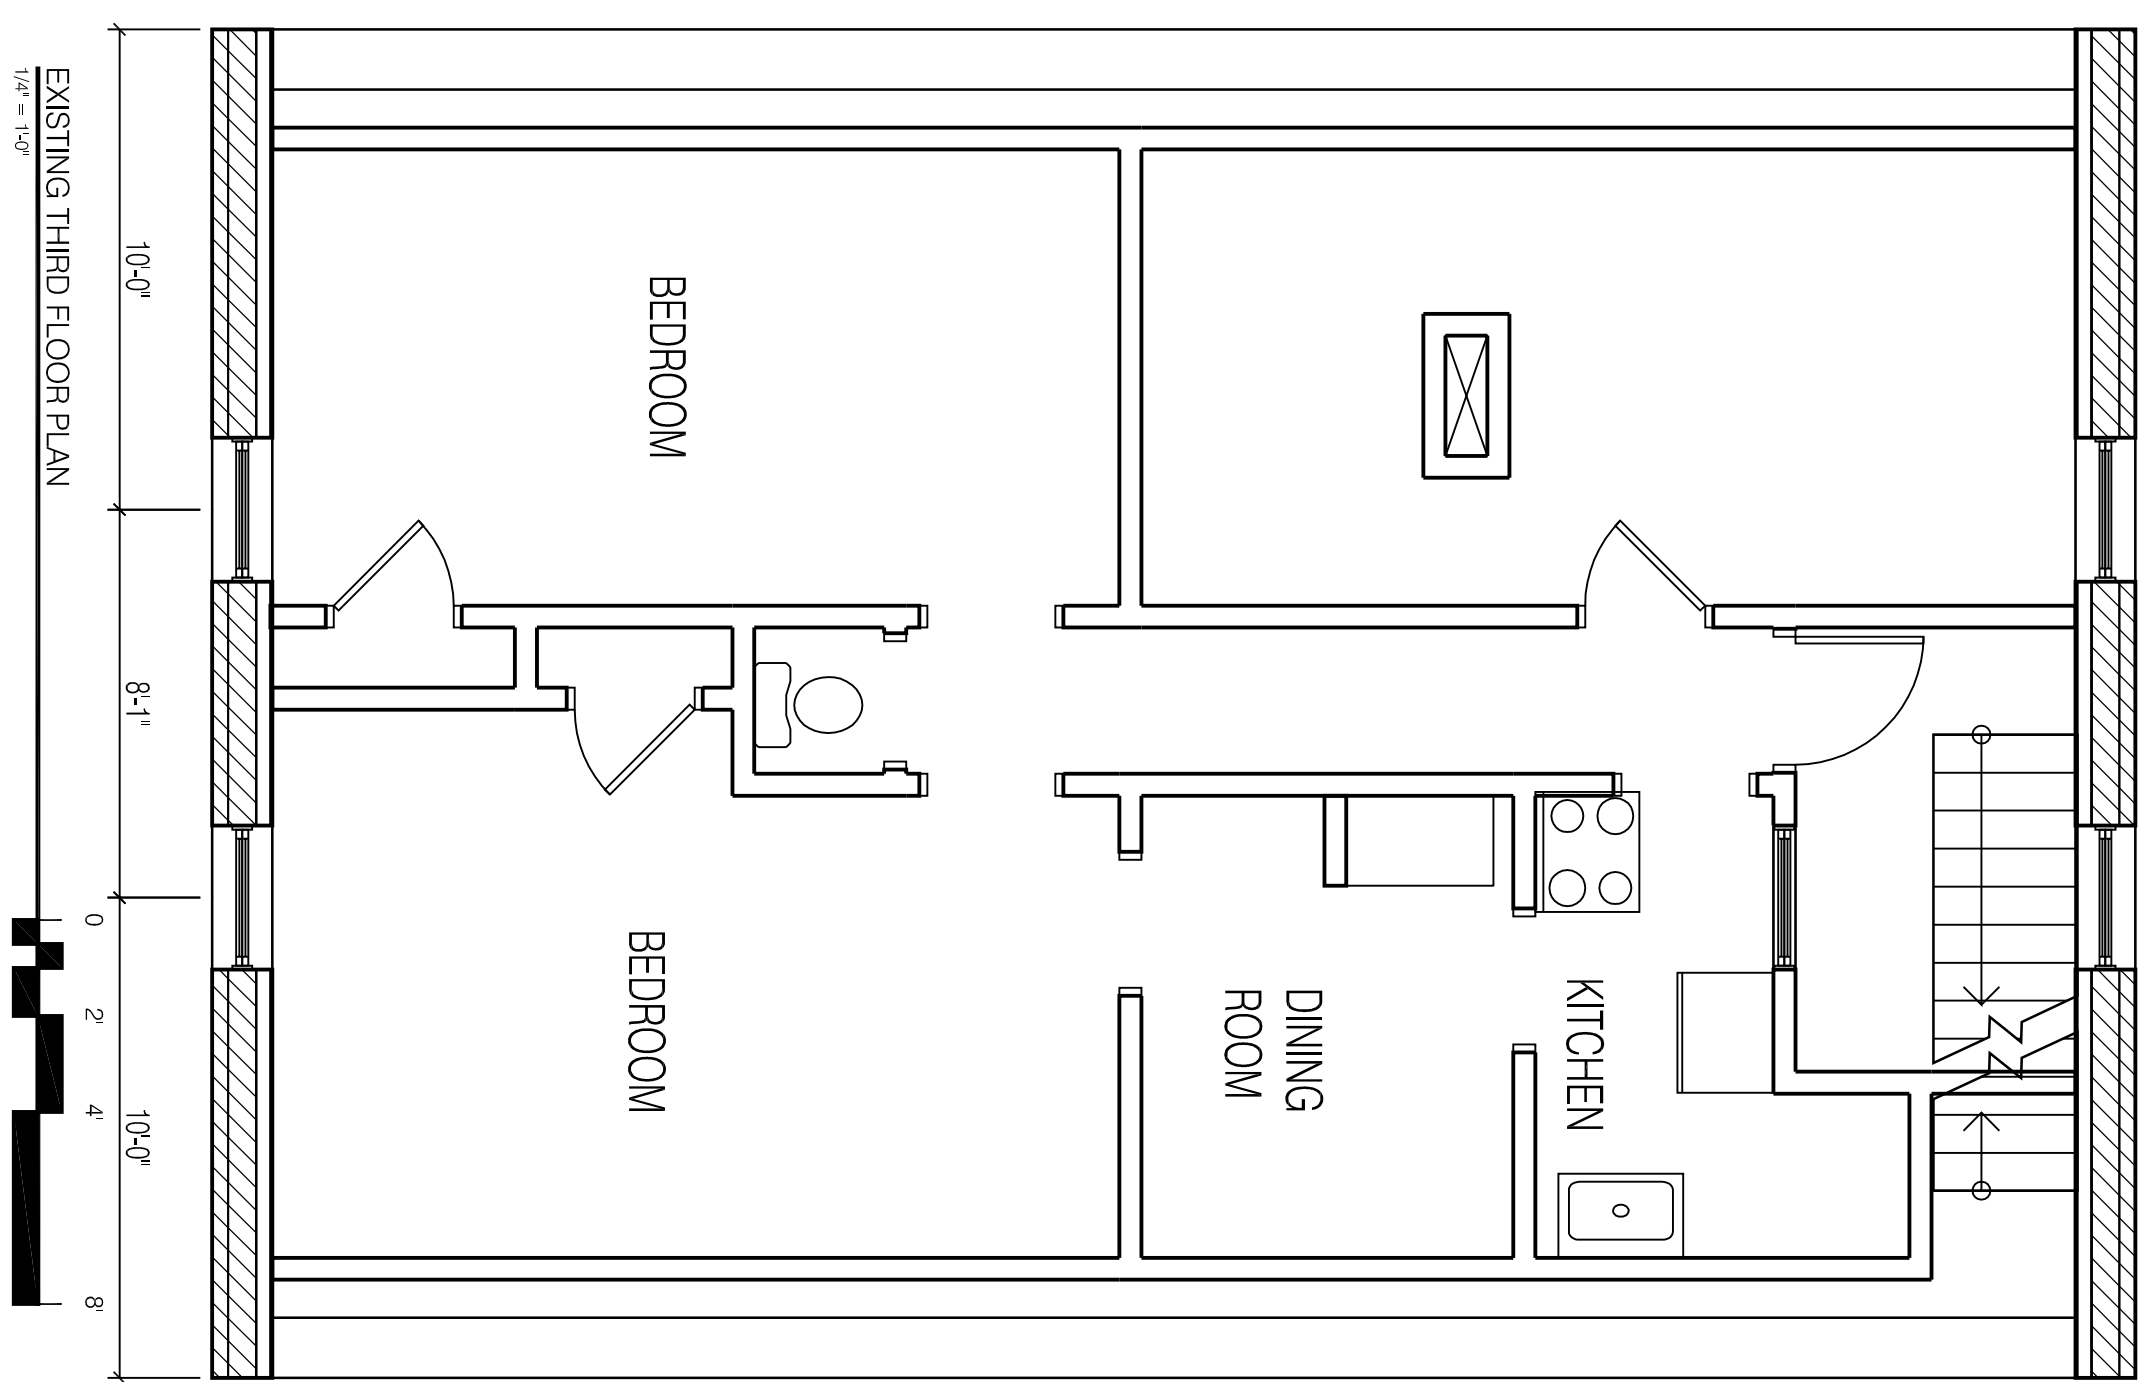 BEDROOM
BEDROOM
DINING
ROOM
KITCHEN
10'-0"
8'-1"
10'-0"
EXISTING THIRD FLOOR PLAN
1/4" = 1'-0"
0
2'
4'
8'